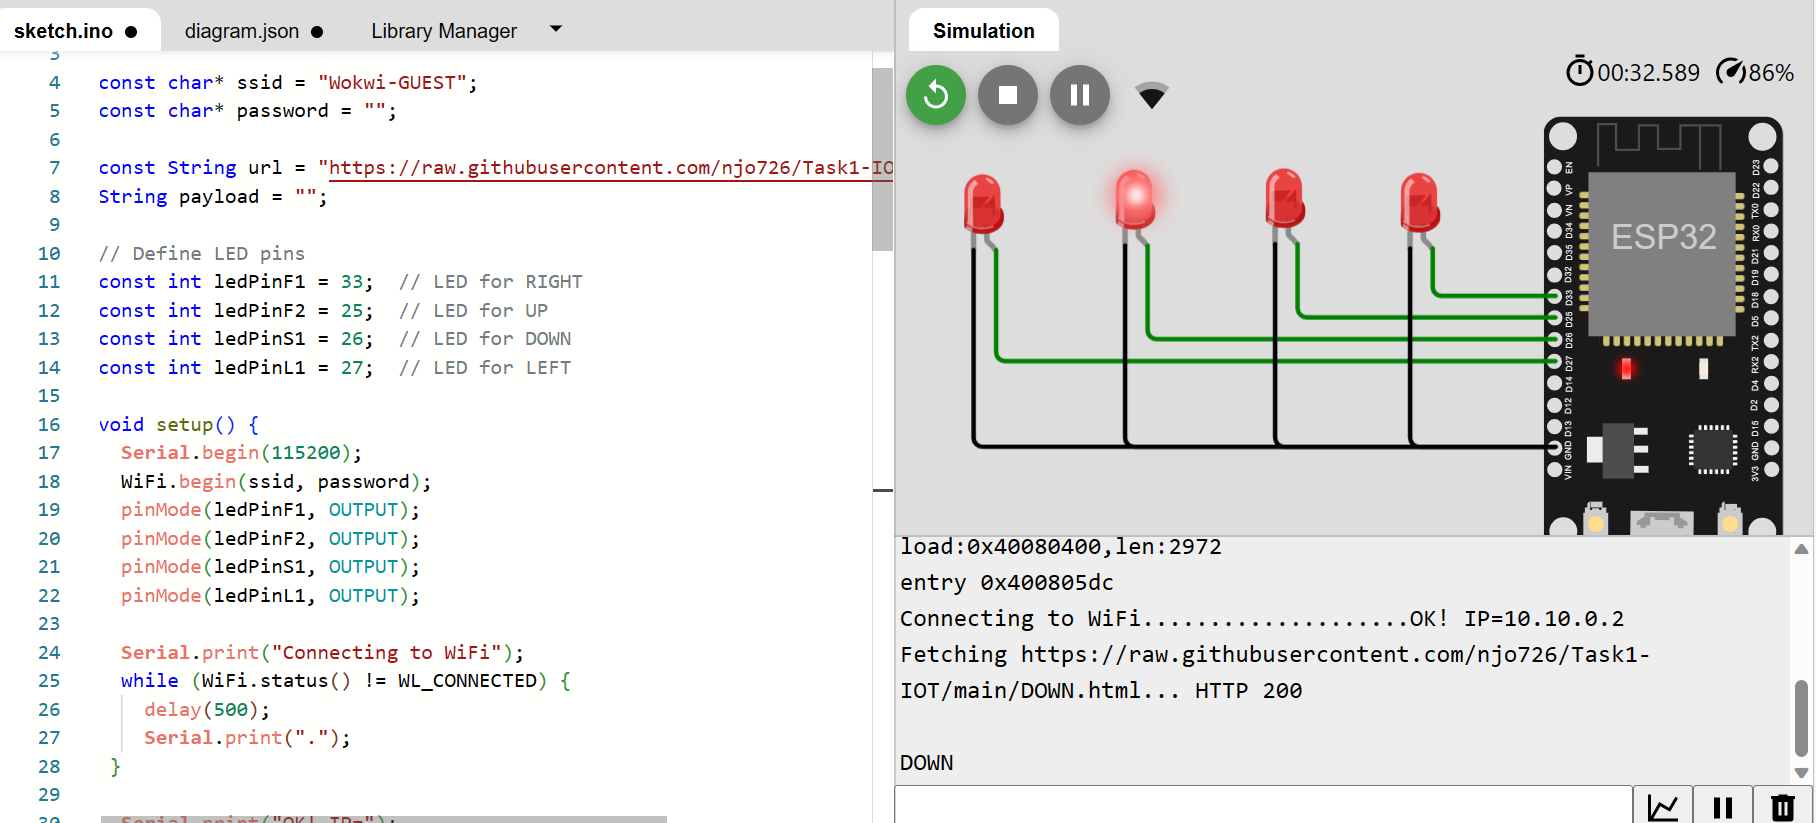 sketch.ino ● diagram.json ● Library Manager
3
4 const char* ssid = "Wokwi-GUEST";
5 const char* password = "";
6
7 const String url = "https://raw.githubusercontent.com/njo726/Task1-IO
8 String payload = "";
9
10 // Define LED pins
11 const int ledPinF1 = 33;  // LED for RIGHT
12 const int ledPinF2 = 25;  // LED for UP
13 const int ledPinS1 = 26;  // LED for DOWN
14 const int ledPinL1 = 27;  // LED for LEFT
15
16 void setup() {
17   Serial.begin(115200);
18   WiFi.begin(ssid, password);
19   pinMode(ledPinF1, OUTPUT);
20   pinMode(ledPinF2, OUTPUT);
21   pinMode(ledPinS1, OUTPUT);
22   pinMode(ledPinL1, OUTPUT);
23
24   Serial.print("Connecting to WiFi");
25   while (WiFi.status() != WL_CONNECTED) {
26     delay(500);
27     Serial.print(".");
28   }
29
30   Serial.print("OK! IP=");
Simulation
00:32.589 86%
ESP32
EN
VP
VN
D34
D35
D32
D33
D25
D26
D27
D14
D12
D13
GND
VIN
D23
D22
TX0
RX0
D21
D19
D18
D5
TX2
RX2
D4
D2
D15
GND
3V3
load:0x40080400,len:2972
entry 0x400805dc
Connecting to WiFi....................OK! IP=10.10.0.2
Fetching https://raw.githubusercontent.com/njo726/Task1-
IOT/main/DOWN.html... HTTP 200
DOWN